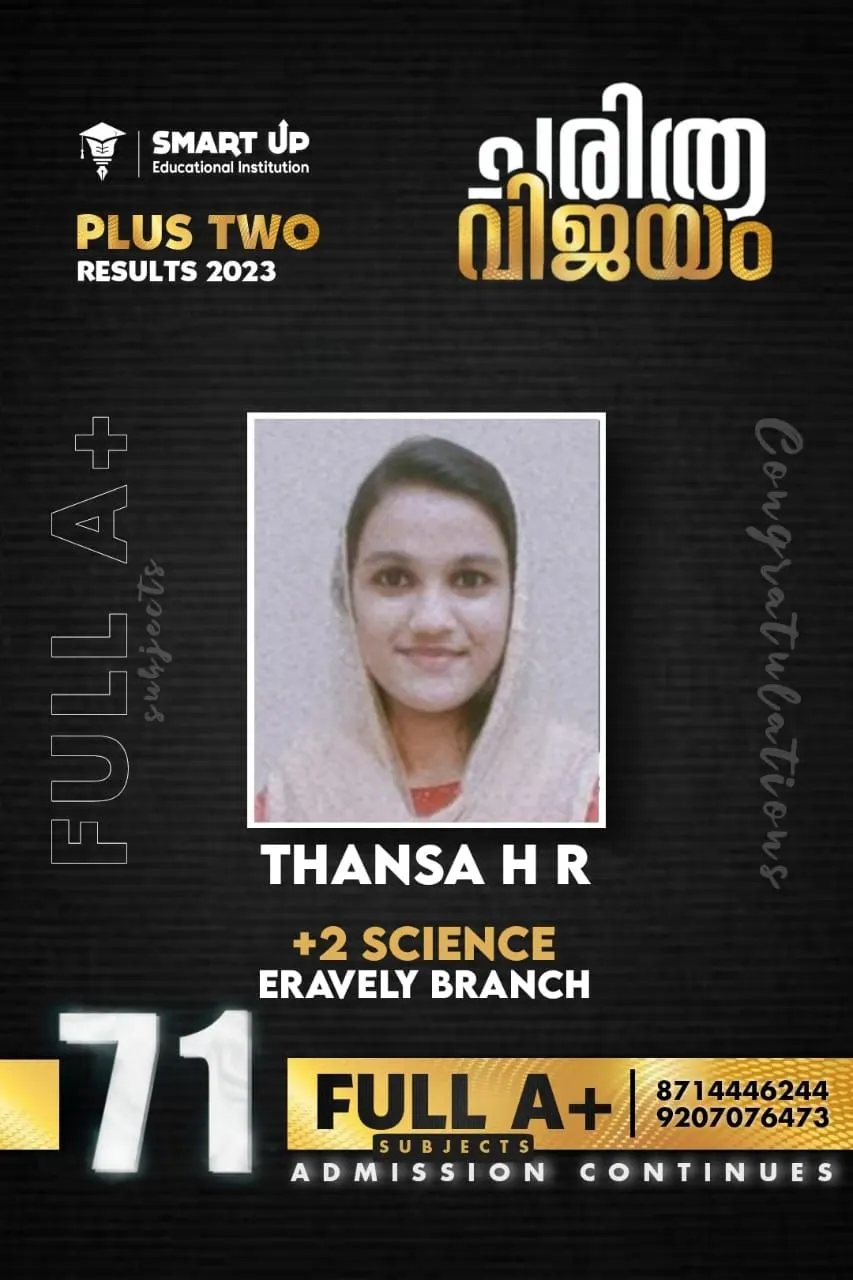 SMART UP
Educational Institution
PLUS TWO
RESULTS 2023
ചരിത്ര
വിജയം
FULL A+
subjects
Congratulations
THANSA H R
+2 SCIENCE
ERAVELY BRANCH
71
FULL A+
SUBJECTS
8714446244
9207076473
ADMISSION CONTINUES